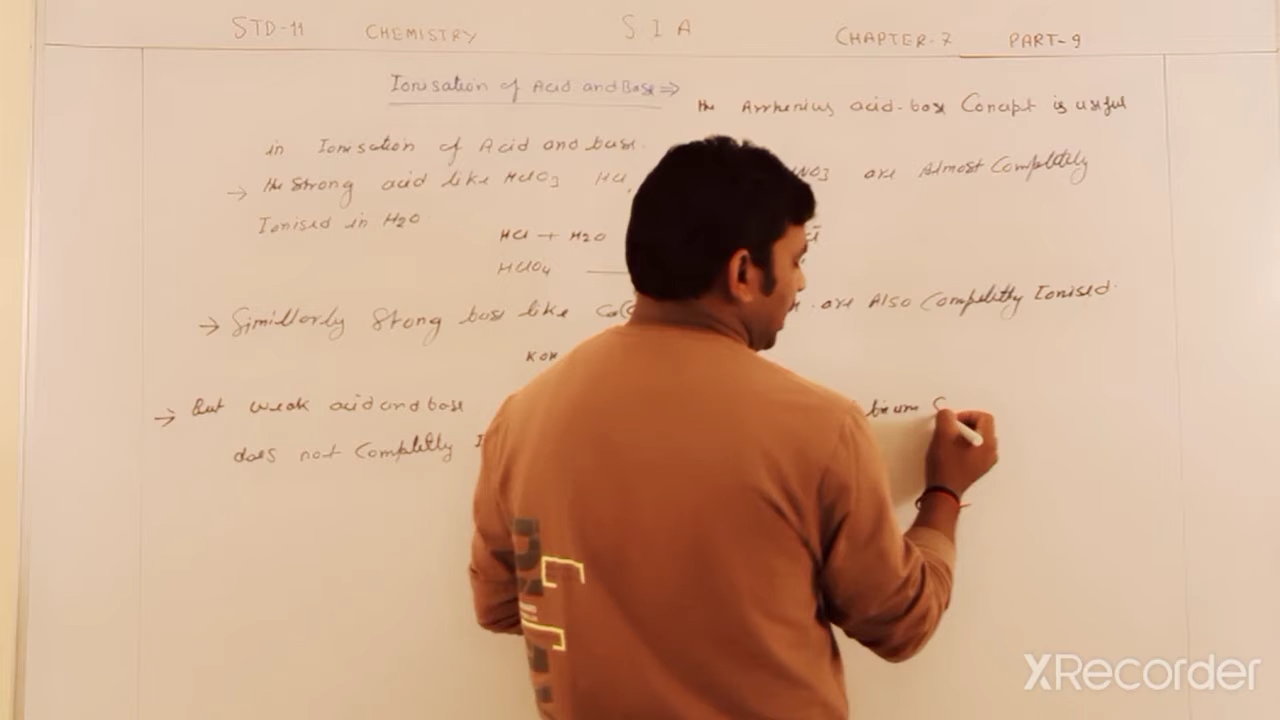 STD-11 CHEMISTRY S I A CHAPTER-7 PART-9
Ionisation of Acid and Base ⇒ the Arrhenius acid-base Concept is useful
in Ionisation of Acid and base.
→ the strong acid like HClO3 HCl, HNO3 are Almost Completely
Ionised in H2O
HCl + H2O
HClO4
→ Simillorly Strong base like are Also Completly Ionised.
KOH
→ But weak acid and base
does not Completly
XRecorder